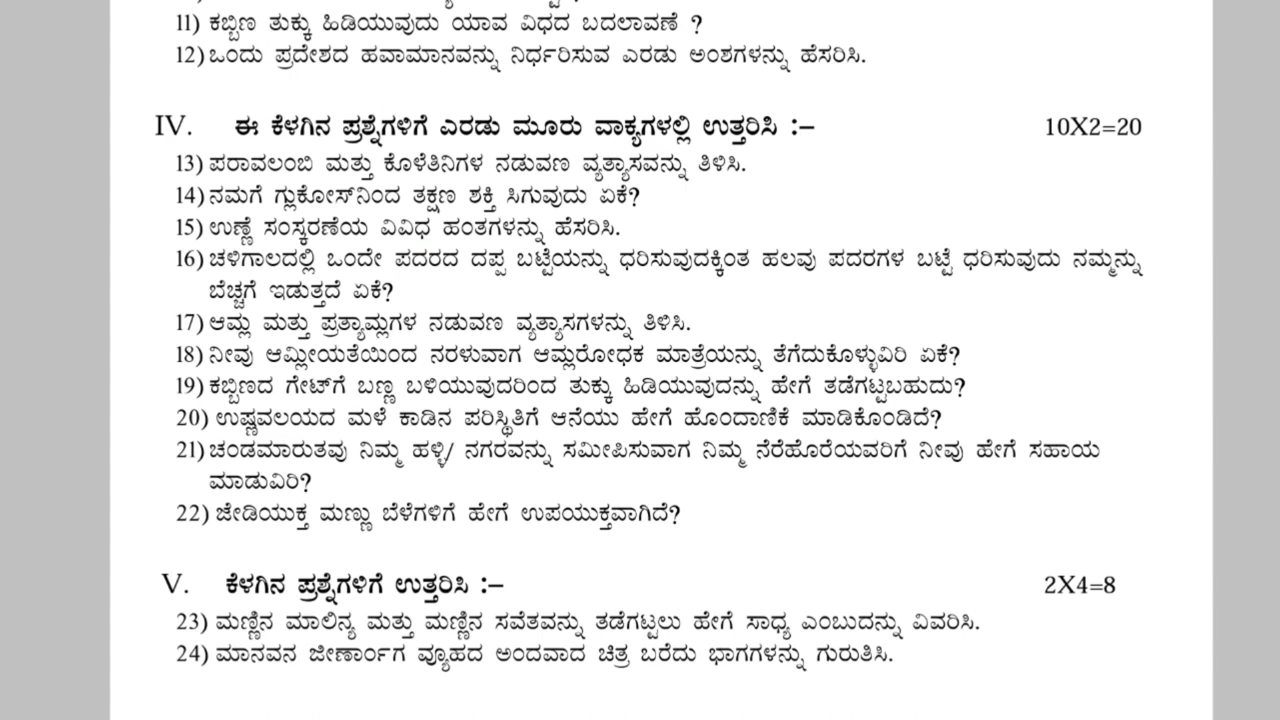 11) ಕಬ್ಬಿಣ ತುಕ್ಕು ಹಿಡಿಯುವುದು ಯಾವ ವಿಧದ ಬದಲಾವಣೆ ?
12) ಒಂದು ಪ್ರದೇಶದ ಹವಾಮಾನವನ್ನು ನಿರ್ಧರಿಸುವ ಎರಡು ಅಂಶಗಳನ್ನು ಹೆಸರಿಸಿ.
IV. ಈ ಕೆಳಗಿನ ಪ್ರಶ್ನೆಗಳಿಗೆ ಎರಡು ಮೂರು ವಾಕ್ಯಗಳಲ್ಲಿ ಉತ್ತರಿಸಿ :– 10X2=20
13) ಪರಾವಲಂಬಿ ಮತ್ತು ಕೊಳೆತಿನಿಗಳ ನಡುವಣ ವ್ಯತ್ಯಾಸವನ್ನು ತಿಳಿಸಿ.
14) ನಮಗೆ ಗ್ಲುಕೋಸ್‌ನಿಂದ ತಕ್ಷಣ ಶಕ್ತಿ ಸಿಗುವುದು ಏಕೆ?
15) ಉಣ್ಣೆ ಸಂಸ್ಕರಣೆಯ ವಿವಿಧ ಹಂತಗಳನ್ನು ಹೆಸರಿಸಿ.
16) ಚಳಿಗಾಲದಲ್ಲಿ ಒಂದೇ ಪದರದ ದಪ್ಪ ಬಟ್ಟೆಯನ್ನು ಧರಿಸುವುದಕ್ಕಿಂತ ಹಲವು ಪದರಗಳ ಬಟ್ಟೆ ಧರಿಸುವುದು ನಮ್ಮನ್ನು
ಬೆಚ್ಚಗೆ ಇಡುತ್ತದೆ ಏಕೆ?
17) ಆಮ್ಲ ಮತ್ತು ಪ್ರತ್ಯಾಮ್ಲಗಳ ನಡುವಣ ವ್ಯತ್ಯಾಸಗಳನ್ನು ತಿಳಿಸಿ.
18) ನೀವು ಆಮ್ಲೀಯತೆಯಿಂದ ನರಳುವಾಗ ಆಮ್ಲರೋಧಕ ಮಾತ್ರೆಯನ್ನು ತೆಗೆದುಕೊಳ್ಳುವಿರಿ ಏಕೆ?
19) ಕಬ್ಬಿಣದ ಗೇಟ್‌ಗೆ ಬಣ್ಣ ಬಳಿಯುವುದರಿಂದ ತುಕ್ಕು ಹಿಡಿಯುವುದನ್ನು ಹೇಗೆ ತಡೆಗಟ್ಟಬಹುದು?
20) ಉಷ್ಣವಲಯದ ಮಳೆ ಕಾಡಿನ ಪರಿಸ್ಥಿತಿಗೆ ಆನೆಯು ಹೇಗೆ ಹೊಂದಾಣಿಕೆ ಮಾಡಿಕೊಂಡಿದೆ?
21) ಚಂಡಮಾರುತವು ನಿಮ್ಮ ಹಳ್ಳಿ/ ನಗರವನ್ನು ಸಮೀಪಿಸುವಾಗ ನಿಮ್ಮ ನೆರೆಹೊರೆಯವರಿಗೆ ನೀವು ಹೇಗೆ ಸಹಾಯ
ಮಾಡುವಿರಿ?
22) ಜೇಡಿಯುಕ್ತ ಮಣ್ಣು ಬೆಳೆಗಳಿಗೆ ಹೇಗೆ ಉಪಯುಕ್ತವಾಗಿದೆ?
V. ಕೆಳಗಿನ ಪ್ರಶ್ನೆಗಳಿಗೆ ಉತ್ತರಿಸಿ :– 2X4=8
23) ಮಣ್ಣಿನ ಮಾಲಿನ್ಯ ಮತ್ತು ಮಣ್ಣಿನ ಸವೆತವನ್ನು ತಡೆಗಟ್ಟಲು ಹೇಗೆ ಸಾಧ್ಯ ಎಂಬುದನ್ನು ವಿವರಿಸಿ.
24) ಮಾನವನ ಜೀರ್ಣಾಂಗ ವ್ಯೂಹದ ಅಂದವಾದ ಚಿತ್ರ ಬರೆದು ಭಾಗಗಳನ್ನು ಗುರುತಿಸಿ.